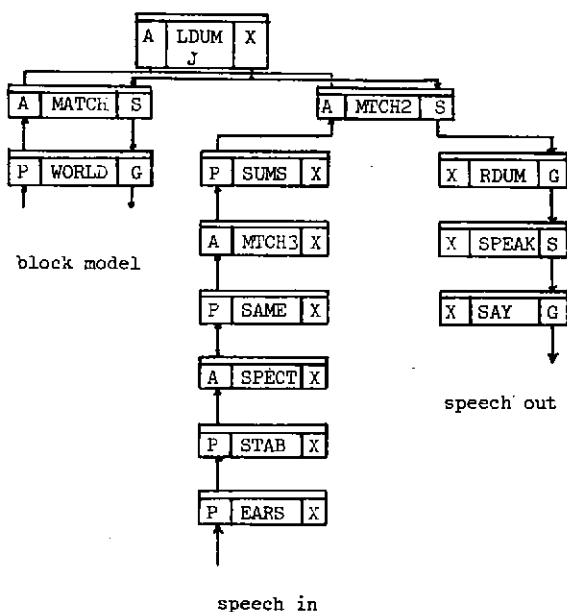 A LDUM X
J
A MATCH S
A MTCH2 S
P WORLD G
P SUMS X
X RDUM G
block model
A MTCH3 X
X SPEAK S
P SAME X
X SAY G
A SPECT X
speech out
P STAB X
P EARS X
speech in